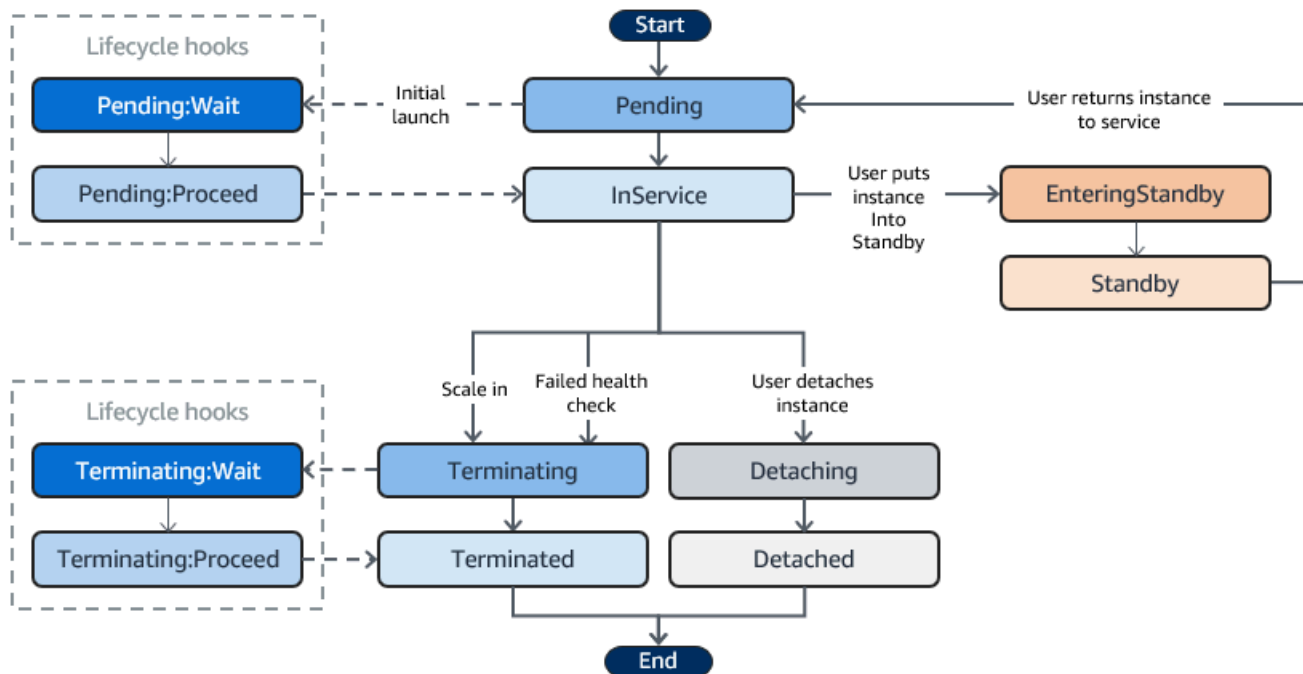 Start
Lifecycle hooks
Pending:Wait
Initial
launch
Pending
User returns instance
to service
Pending:Proceed
InService
User puts
instance
Into
Standby
EnteringStandby
Standby
Scale in
Failed health
check
User detaches
instance
Lifecycle hooks
Terminating:Wait
Terminating
Detaching
Terminating:Proceed
Terminated
Detached
End